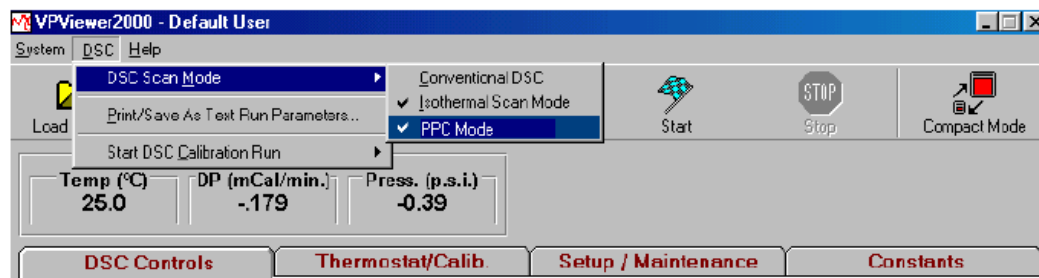 VPViewer2000 - Default User
System DSC Help
DSC Scan Mode
Print/Save As Text Run Parameters...
Start DSC Calibration Run
Conventional DSC
Isothermal Scan Mode
PPC Mode
Load
Start
STOP
Stop
Compact Mode
Temp (°C)
25.0
DP (mCal/min.)
-.179
Press. (p.s.i.)
-0.39
DSC Controls
Thermostat/Calib.
Setup / Maintenance
Constants